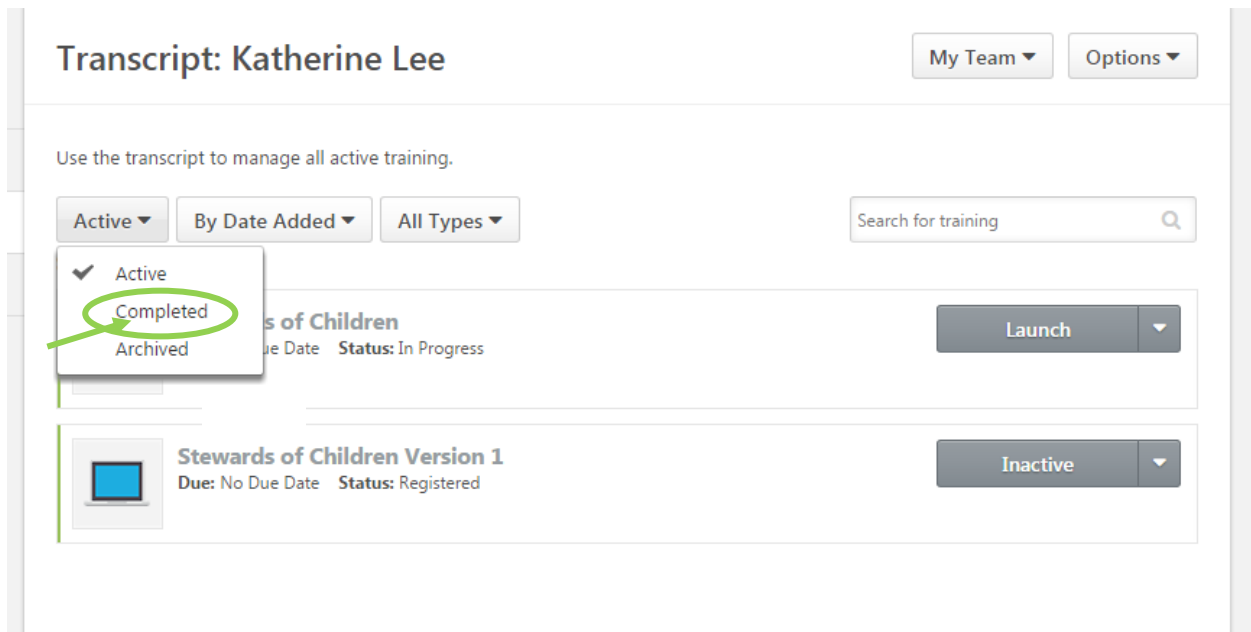 Transcript: Katherine Lee
My Team
Options
Use the transcript to manage all active training.
Active
By Date Added
All Types
Search for training
Active
Completed
Archived
s of Children
ue Date Status: In Progress
Launch
Stewards of Children Version 1
Due: No Due Date Status: Registered
Inactive